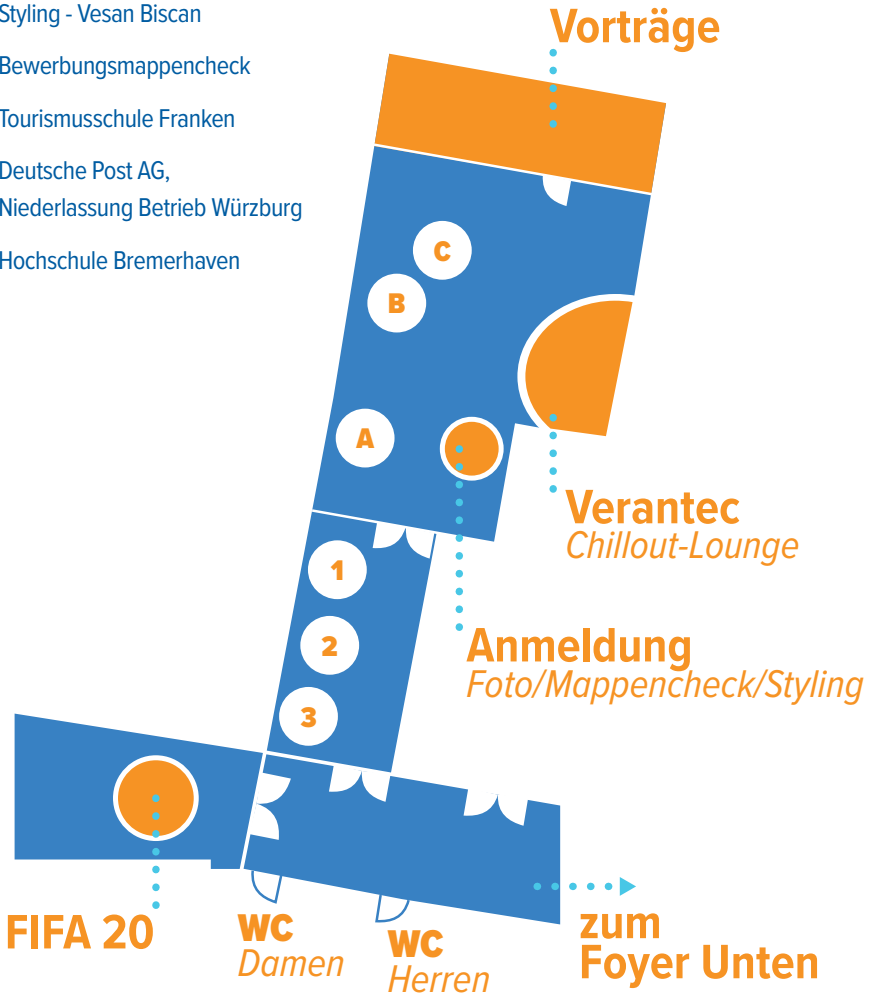 Styling - Vesan Biscan
Bewerbungsmappencheck
Tourismusschule Franken
Deutsche Post AG,
Niederlassung Betrieb Würzburg
Hochschule Bremerhaven
Vorträge
C
B
A
Verantec
Chillout-Lounge
1
2
3
Anmeldung
Foto/Mappencheck/Styling
FIFA 20
WC
Damen
WC
Herren
zum
Foyer Unten